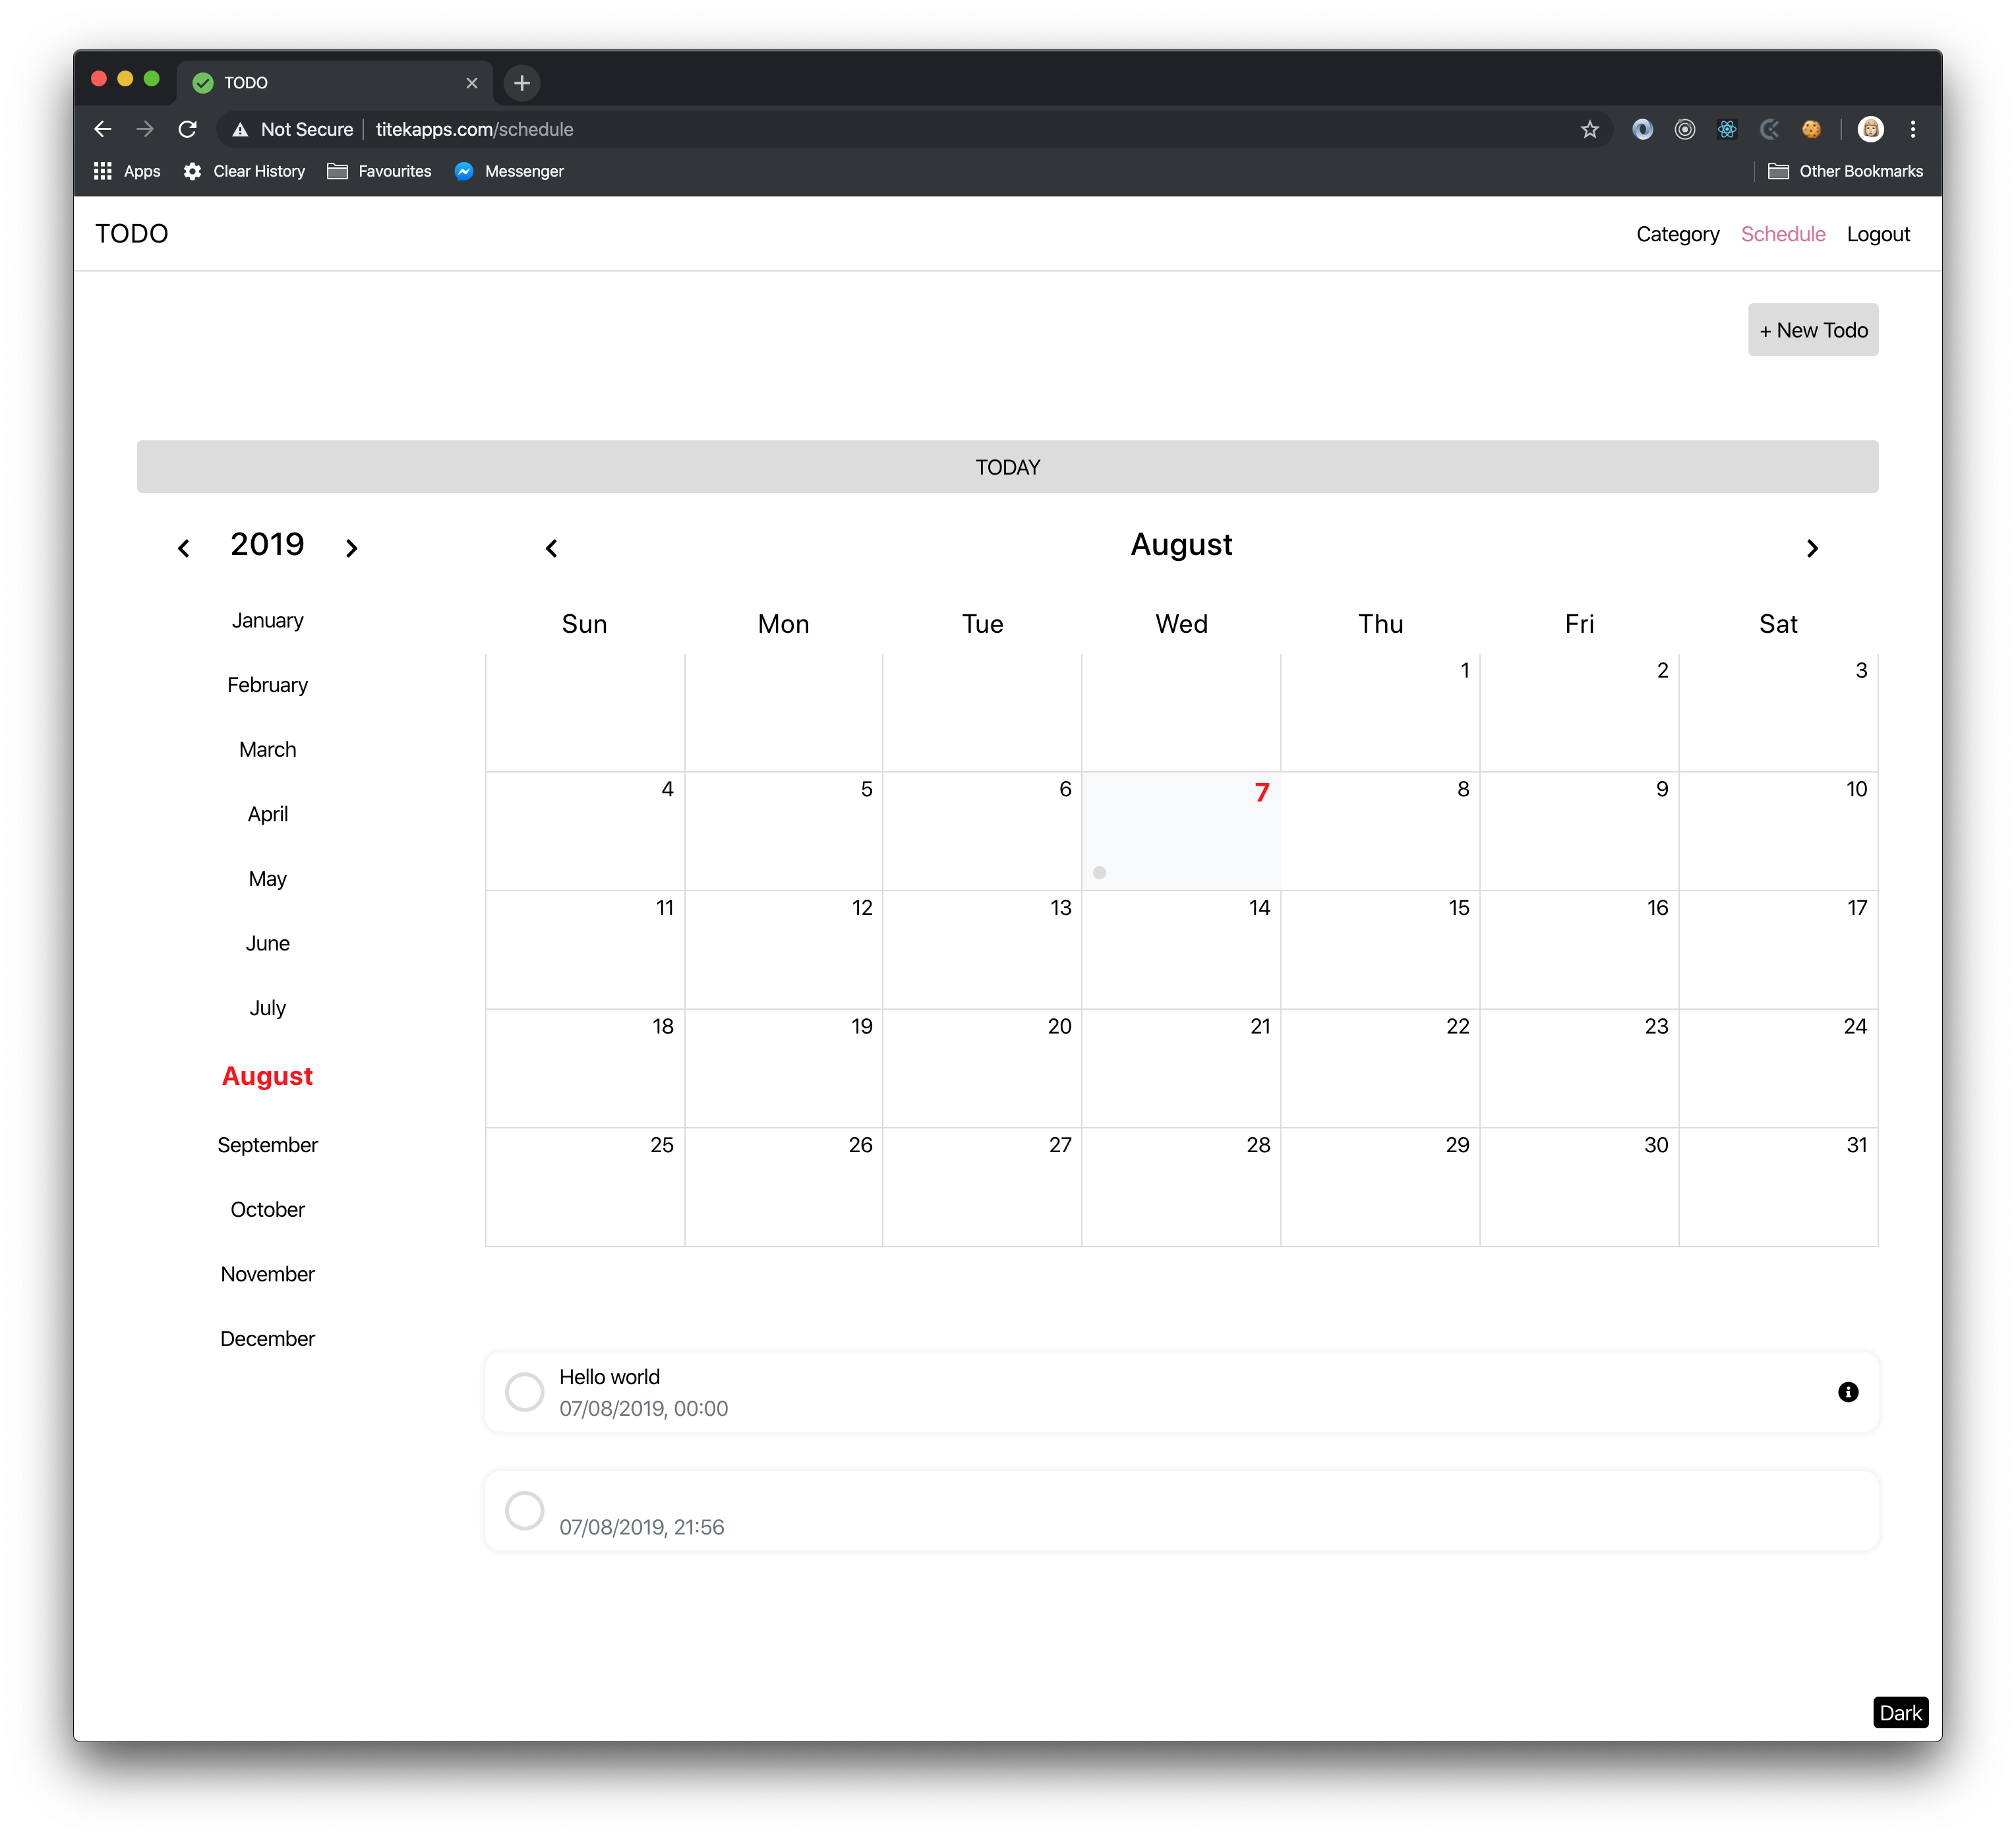 TODO
Not Secure titekapps.com/schedule
Apps Clear History Favourites Messenger Other Bookmarks
TODO Category Schedule Logout
+ New Todo
TODAY
2019 August
January
February
March
April
May
June
July
August
September
October
November
December
Sun Mon Tue Wed Thu Fri Sat
1 2 3
4 5 6 7 8 9 10
11 12 13 14 15 16 17
18 19 20 21 22 23 24
25 26 27 28 29 30 31
Hello world
07/08/2019, 00:00
07/08/2019, 21:56
Dark